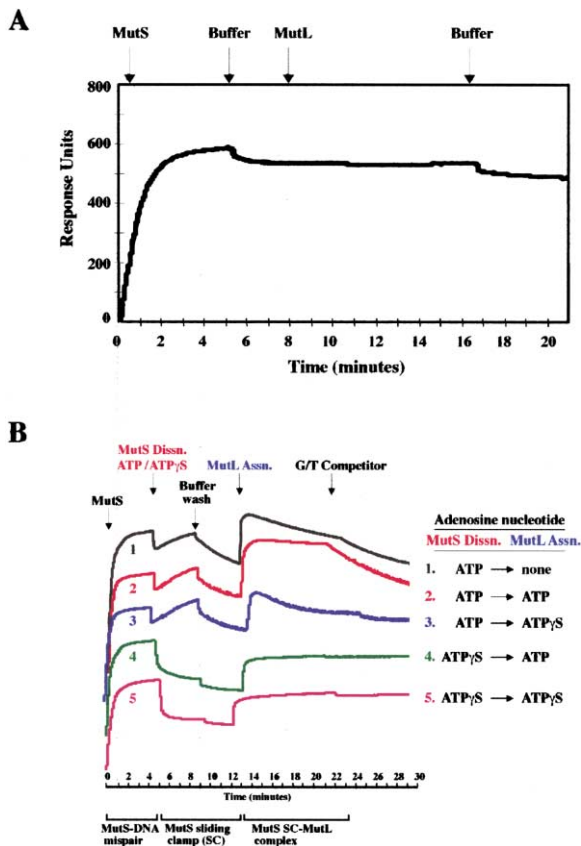 A
MutS Buffer MutL Buffer
800
600
400
200
0
Response Units
0 2 4 6 8 10 12 14 16 18 20
Time (minutes)
B
MutS Dissn.
ATP/ATPγS
MutL Assn.
G/T Competitor
Buffer
wash
MutS
1
2
3
4
5
Adenosine nucleotide
MutS Dissn. MutL Assn.
1. ATP → none
2. ATP → ATP
3. ATP → ATPγS
4. ATPγS → ATP
5. ATPγS → ATPγS
0 2 4 6 8 10 12 14 16 18 20 22 24 26 28 30
Time (minutes)
MutS-DNA
mispair
MutS sliding
clamp (SC)
MutS SC-MutL
complex